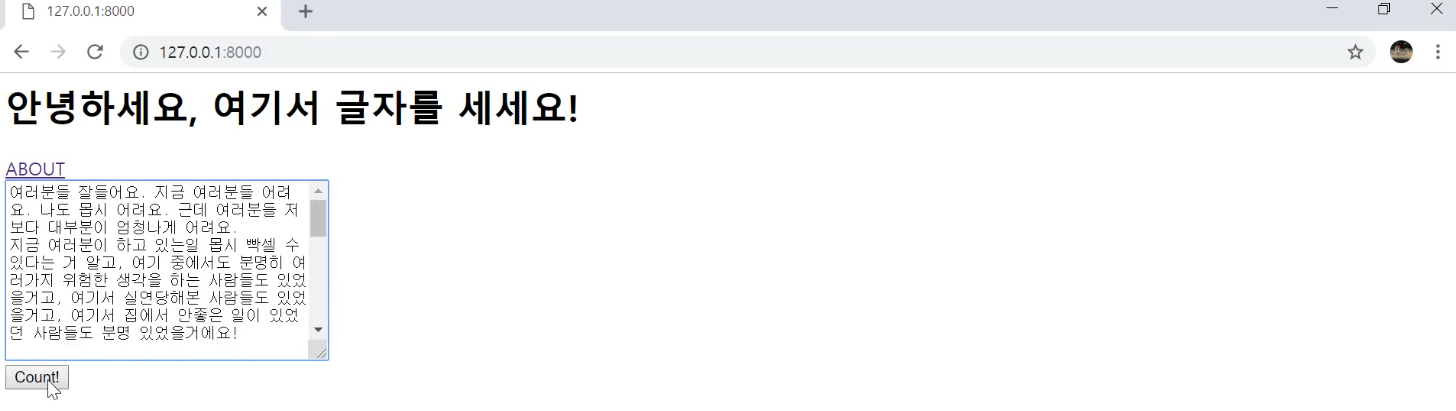 127.0.0.1:8000
127.0.0.1:8000
안녕하세요, 여기서 글자를 세세요!
ABOUT
여러분들 잘들어요. 지금 여러분들 어려
요. 나도 몹시 어려요. 근데 여러분들 저
보다 대부분이 엄청나게 어려요.
지금 여러분이 하고 있는일 몹시 빡셀 수
있다는 거 알고, 여기 중에서도 분명히 여
러가지 위험한 생각을 하는 사람들도 있었
을거고, 여기서 실연당해본 사람들도 있었
을거고, 여기서 집에서 안좋은 일이 있었
던 사람들도 분명 있었을거에요!
Count!